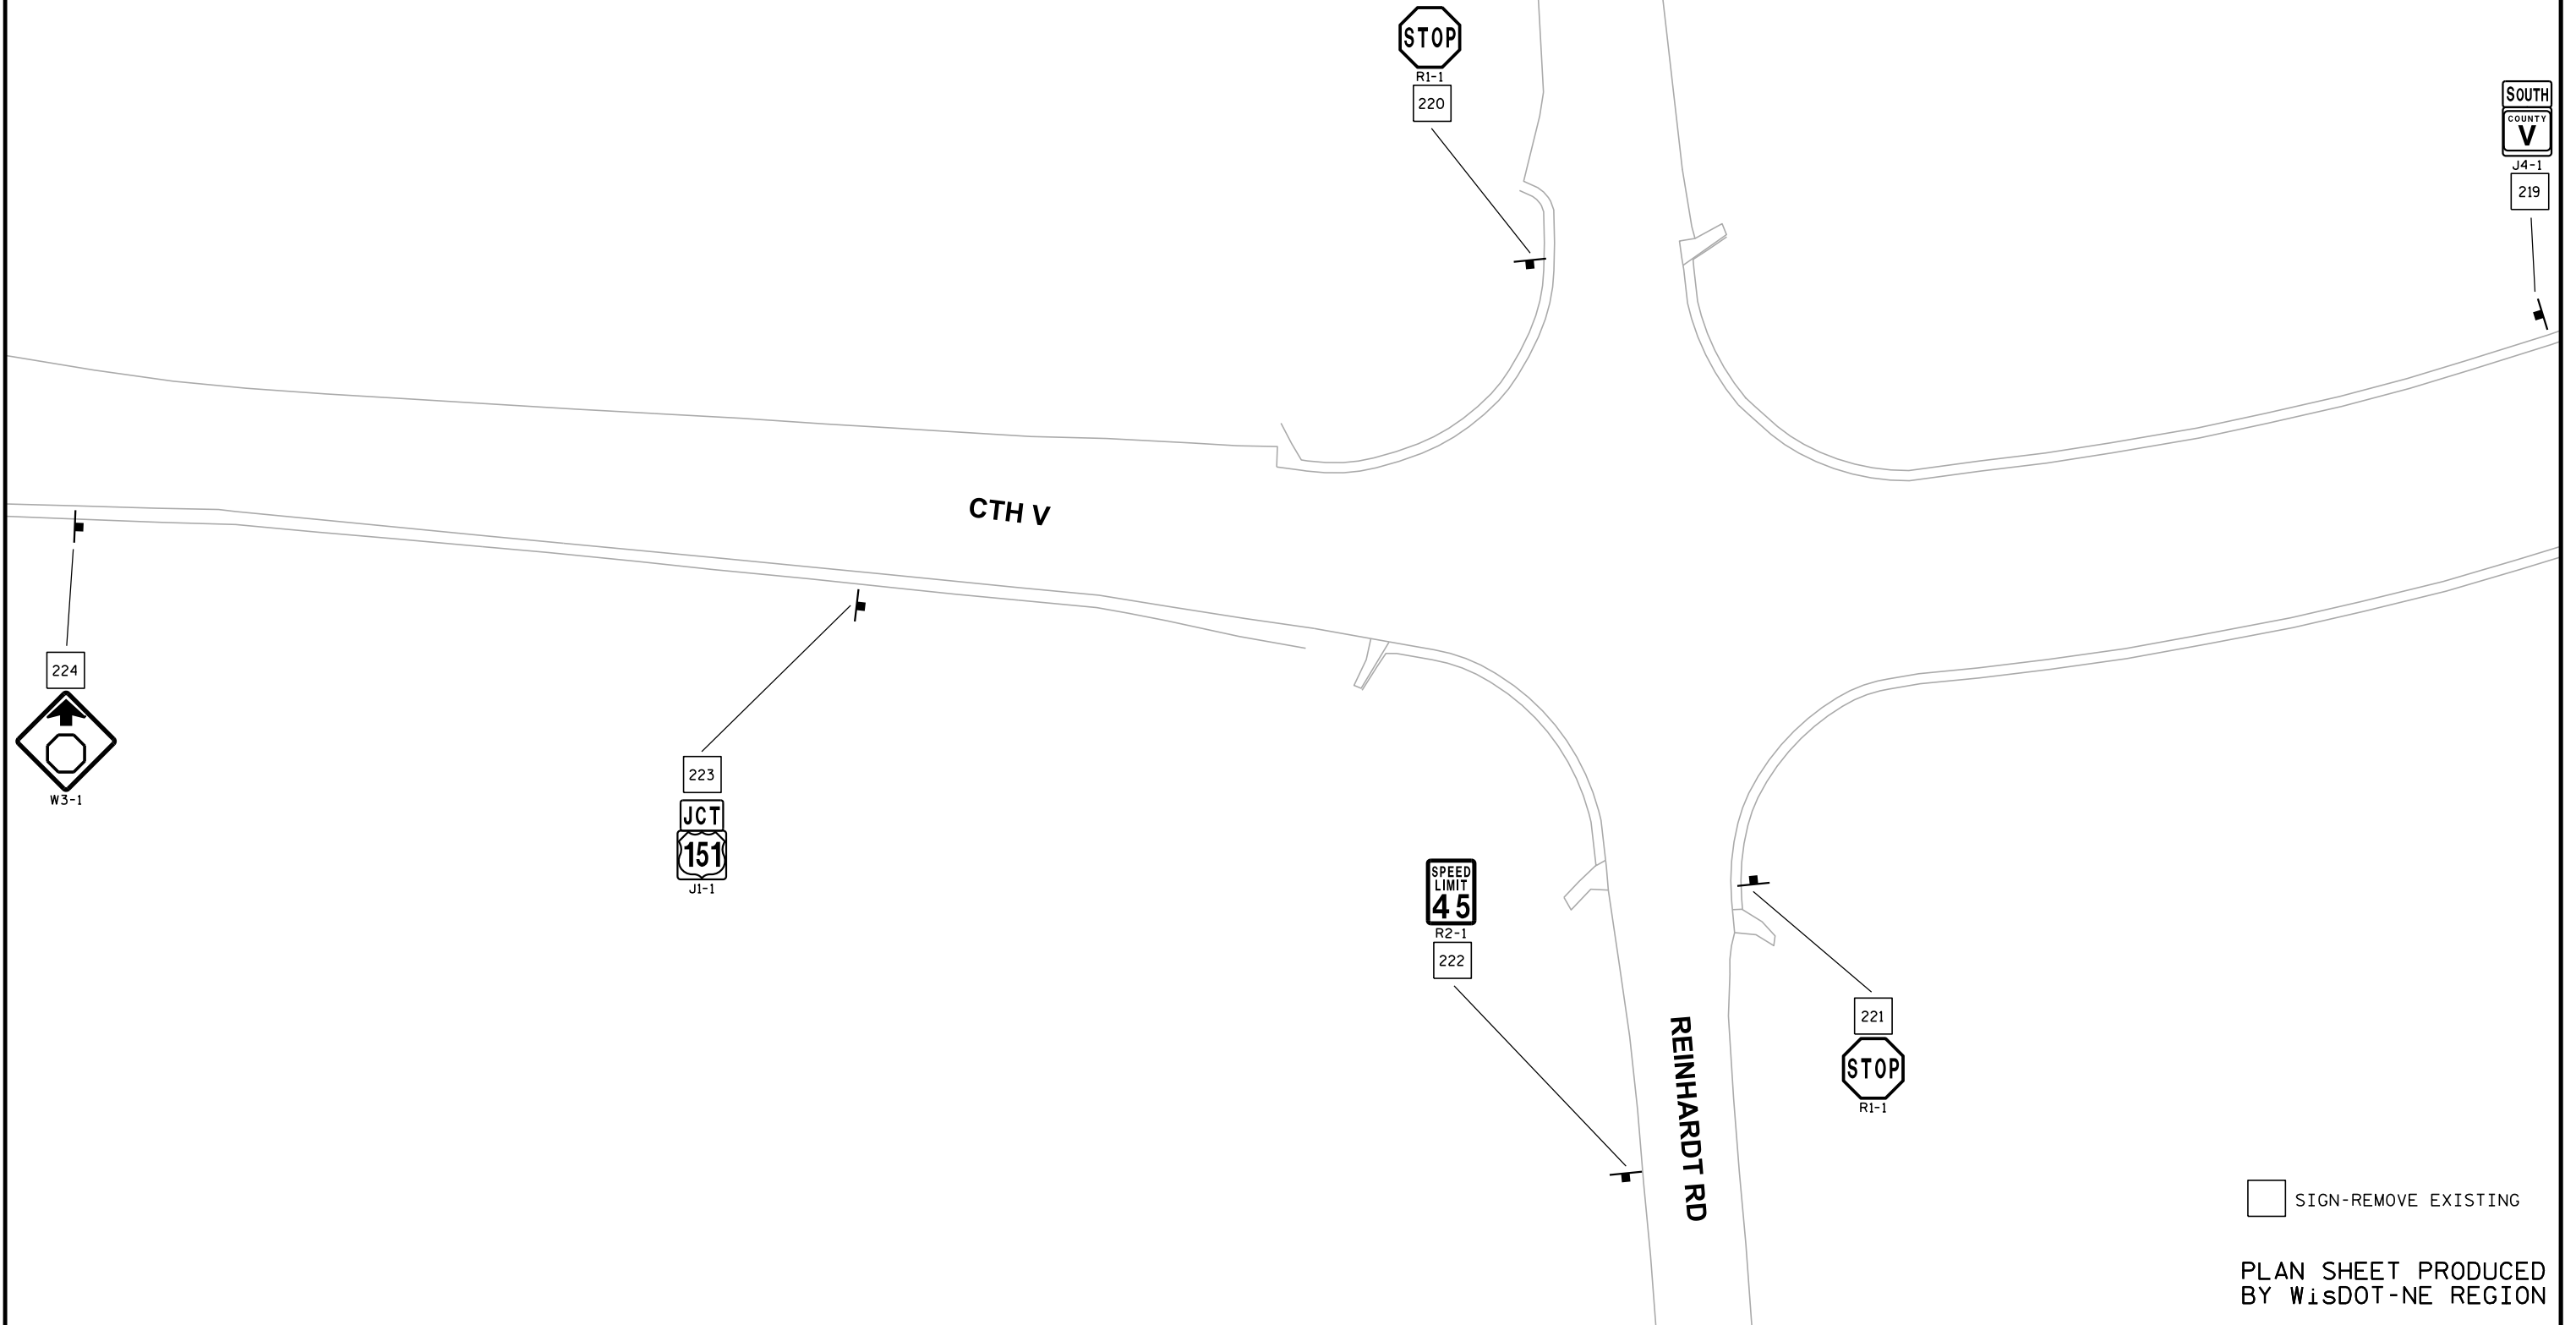 STOP
R1-1
220
SOUTH
COUNTY
V
J4-1
219
CTH V
224
W3-1
223
JCT
151
J1-1
SPEED
LIMIT
45
R2-1
222
REINHARDT RD
221
STOP
R1-1
SIGN-REMOVE EXISTING
PLAN SHEET PRODUCED
BY WisDOT-NE REGION